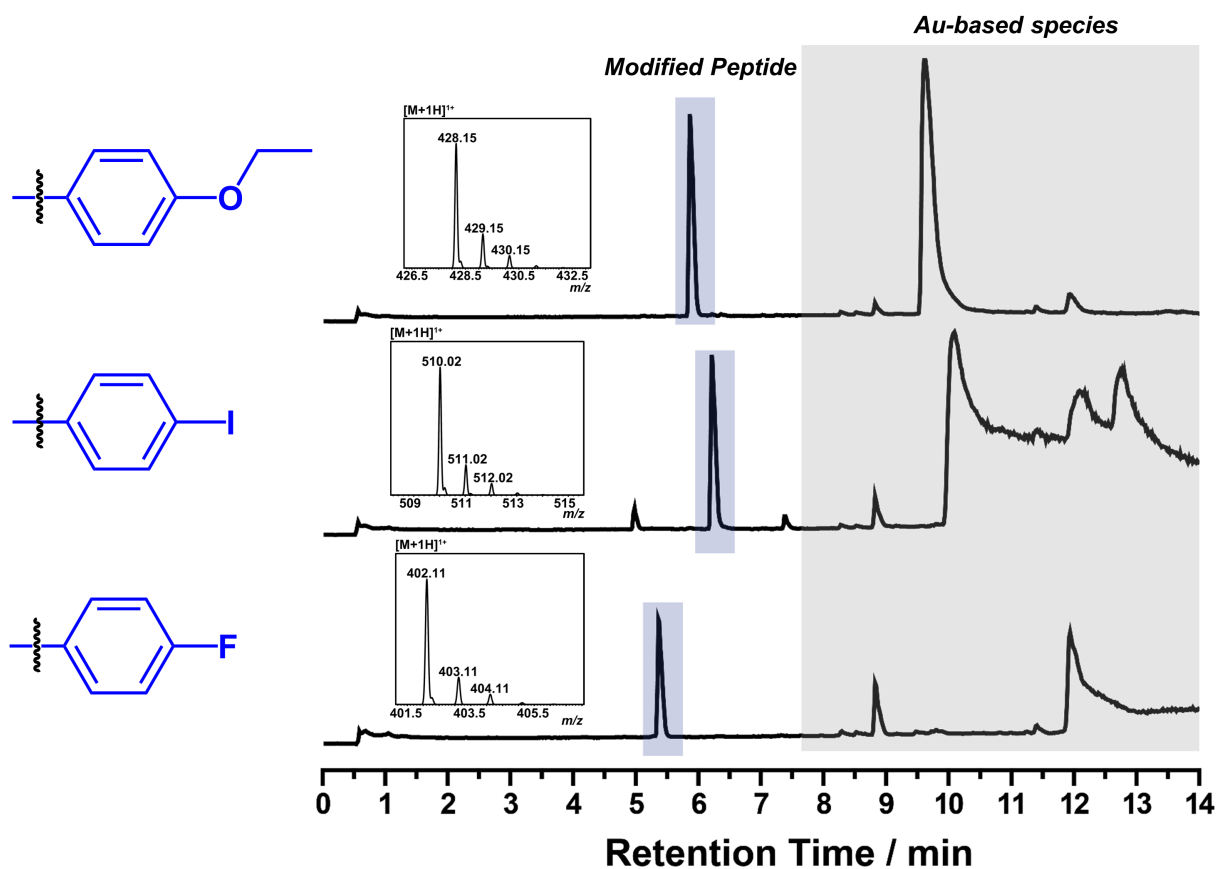 Au-based species
Modified Peptide
[M+1H]¹⁺
428.15
429.15
430.15
426.5 428.5 430.5 432.5
m/z
O
[M+1H]¹⁺
510.02
511.02
512.02
509 511 513 515
m/z
I
[M+1H]¹⁺
402.11
403.11
404.11
401.5 403.5 405.5
m/z
F
0 1 2 3 4 5 6 7 8 9 10 11 12 13 14
Retention Time / min